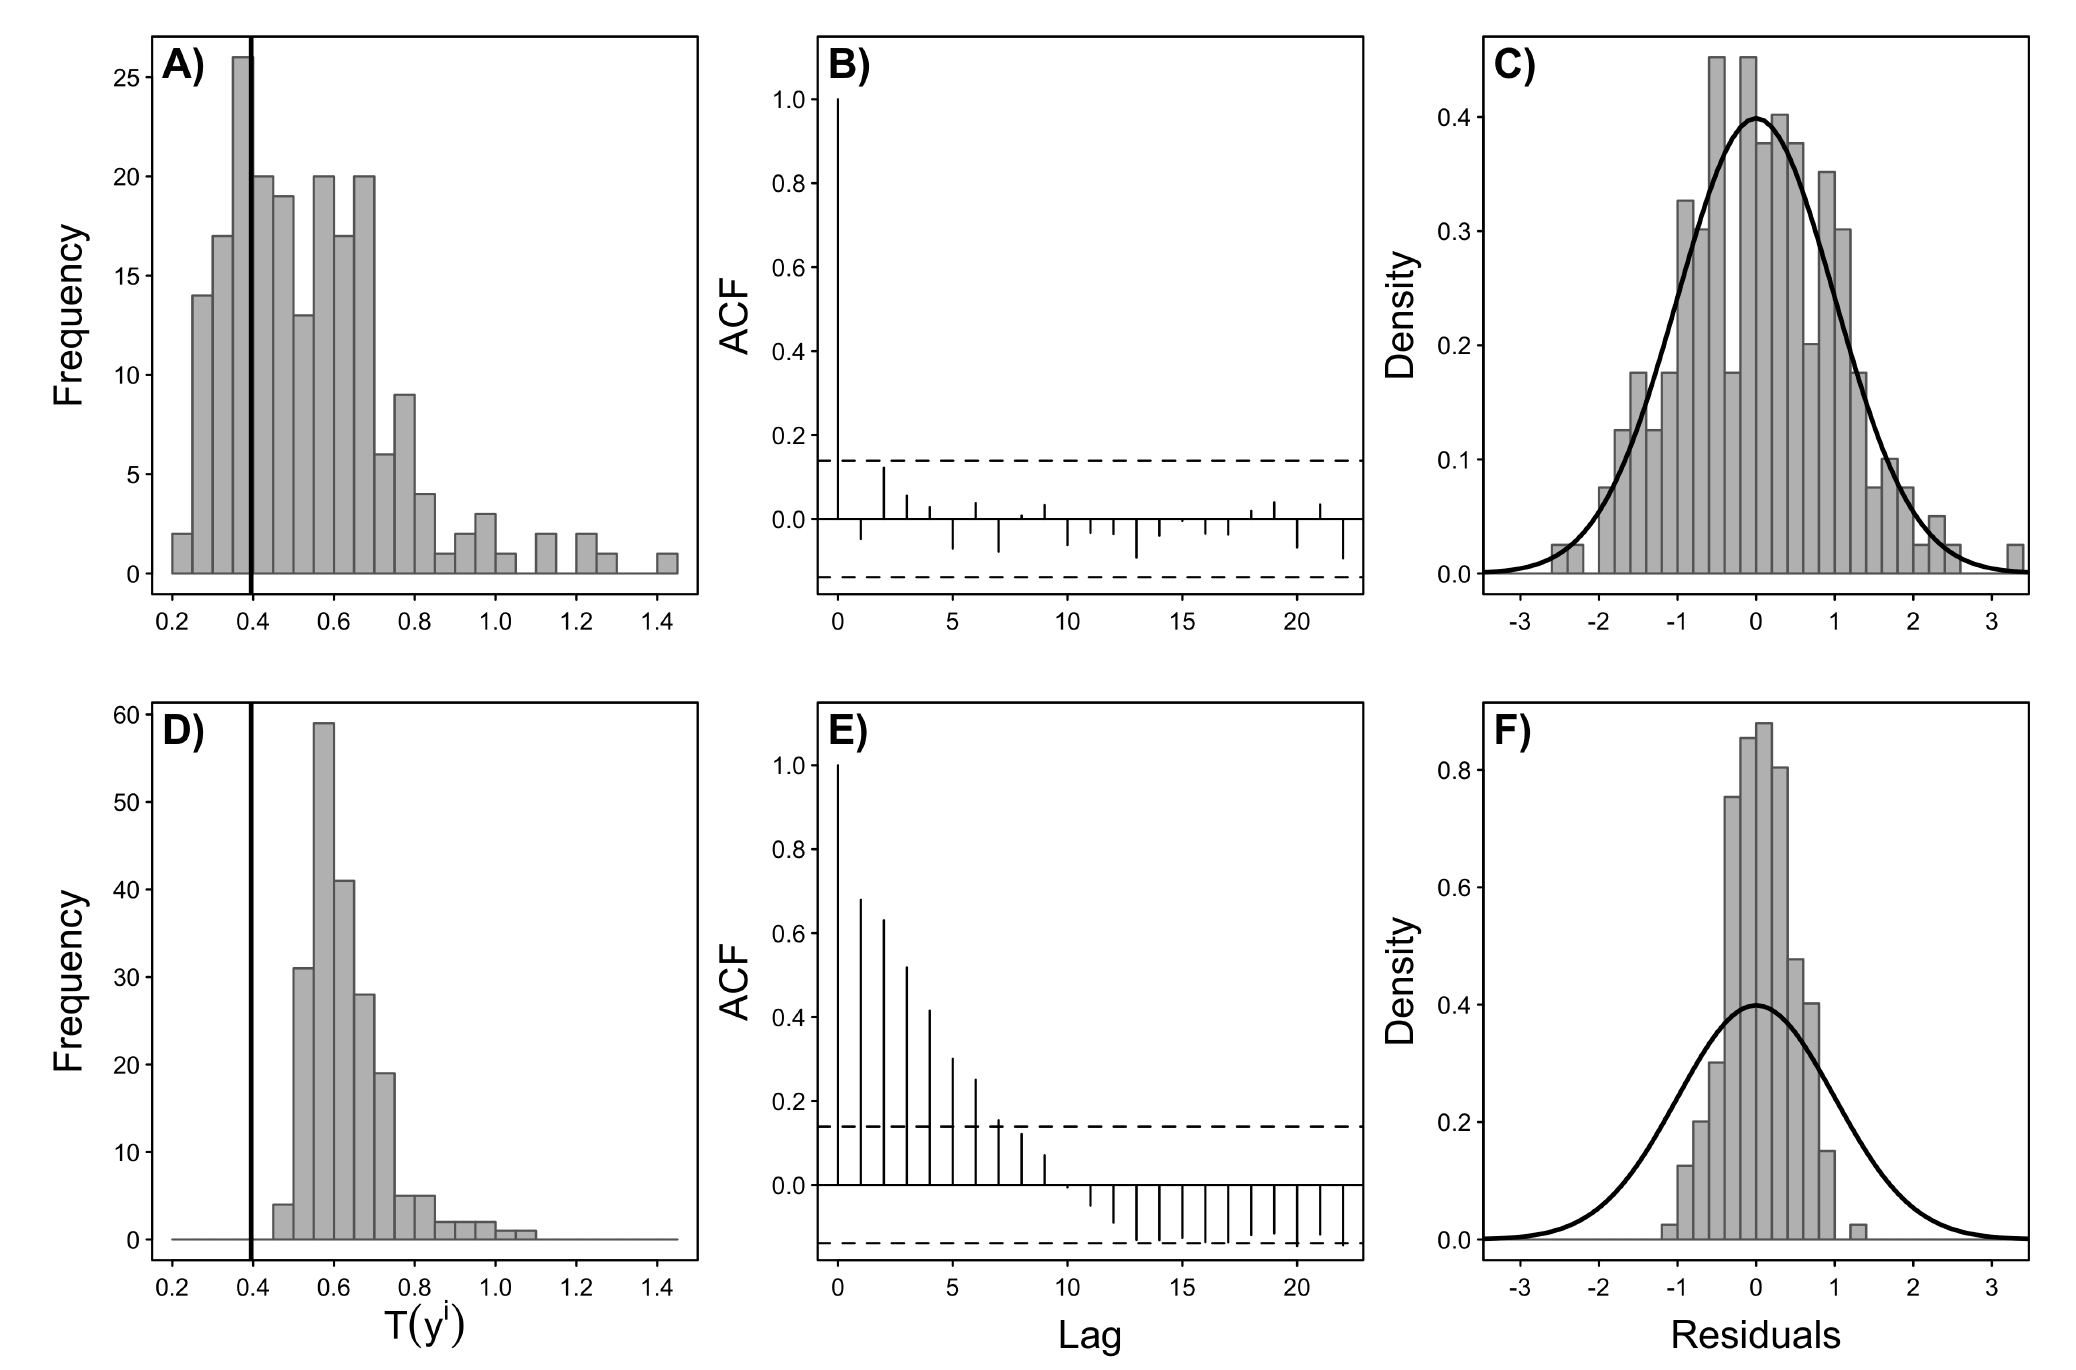 A)
Frequency
25
20
15
10
5
0
0.2 0.4 0.6 0.8 1.0 1.2 1.4
B)
ACF
1.0
0.8
0.6
0.4
0.2
0.0
0 5 10 15 20
C)
Density
0.4
0.3
0.2
0.1
0.0
-3 -2 -1 0 1 2 3
D)
Frequency
60
50
40
30
20
10
0
0.2 0.4 0.6 0.8 1.0 1.2 1.4
T(yⁱ)
E)
ACF
1.0
0.8
0.6
0.4
0.2
0.0
0 5 10 15 20
Lag
F)
Density
0.8
0.6
0.4
0.2
0.0
-3 -2 -1 0 1 2 3
Residuals